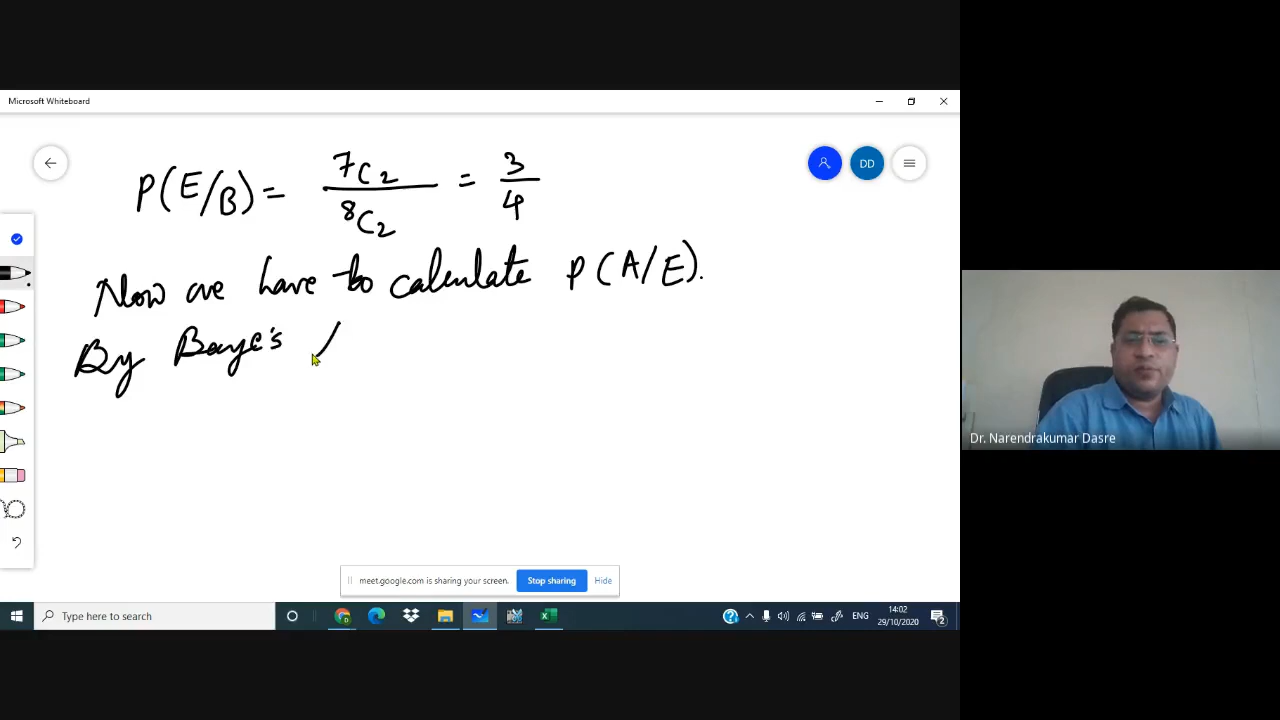 Microsoft Whiteboard
DD
P(E/B) = 7C2 / 8C2 = 3/4
Now we have to calculate P(A/E).
By Baye's
Dr. Narendrakumar Dasre
meet.google.com is sharing your screen.
Stop sharing
Hide
Type here to search
ENG
14:02
29/10/2020
2